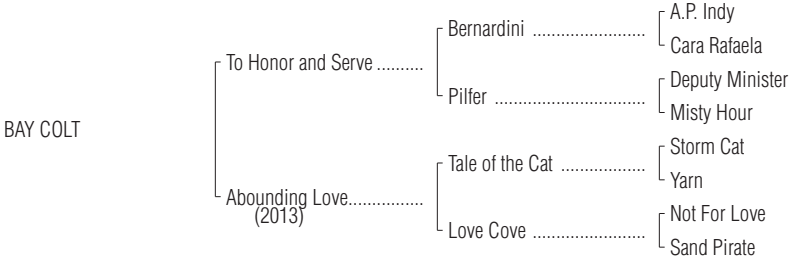 A.P. Indy
Bernardini ........................
Cara Rafaela
To Honor and Serve ..........
Deputy Minister
Pilfer ................................
Misty Hour
BAY COLT
Storm Cat
Tale of the Cat ..................
Yarn
Abounding Love................
(2013)
Not For Love
Love Cove ........................
Sand Pirate